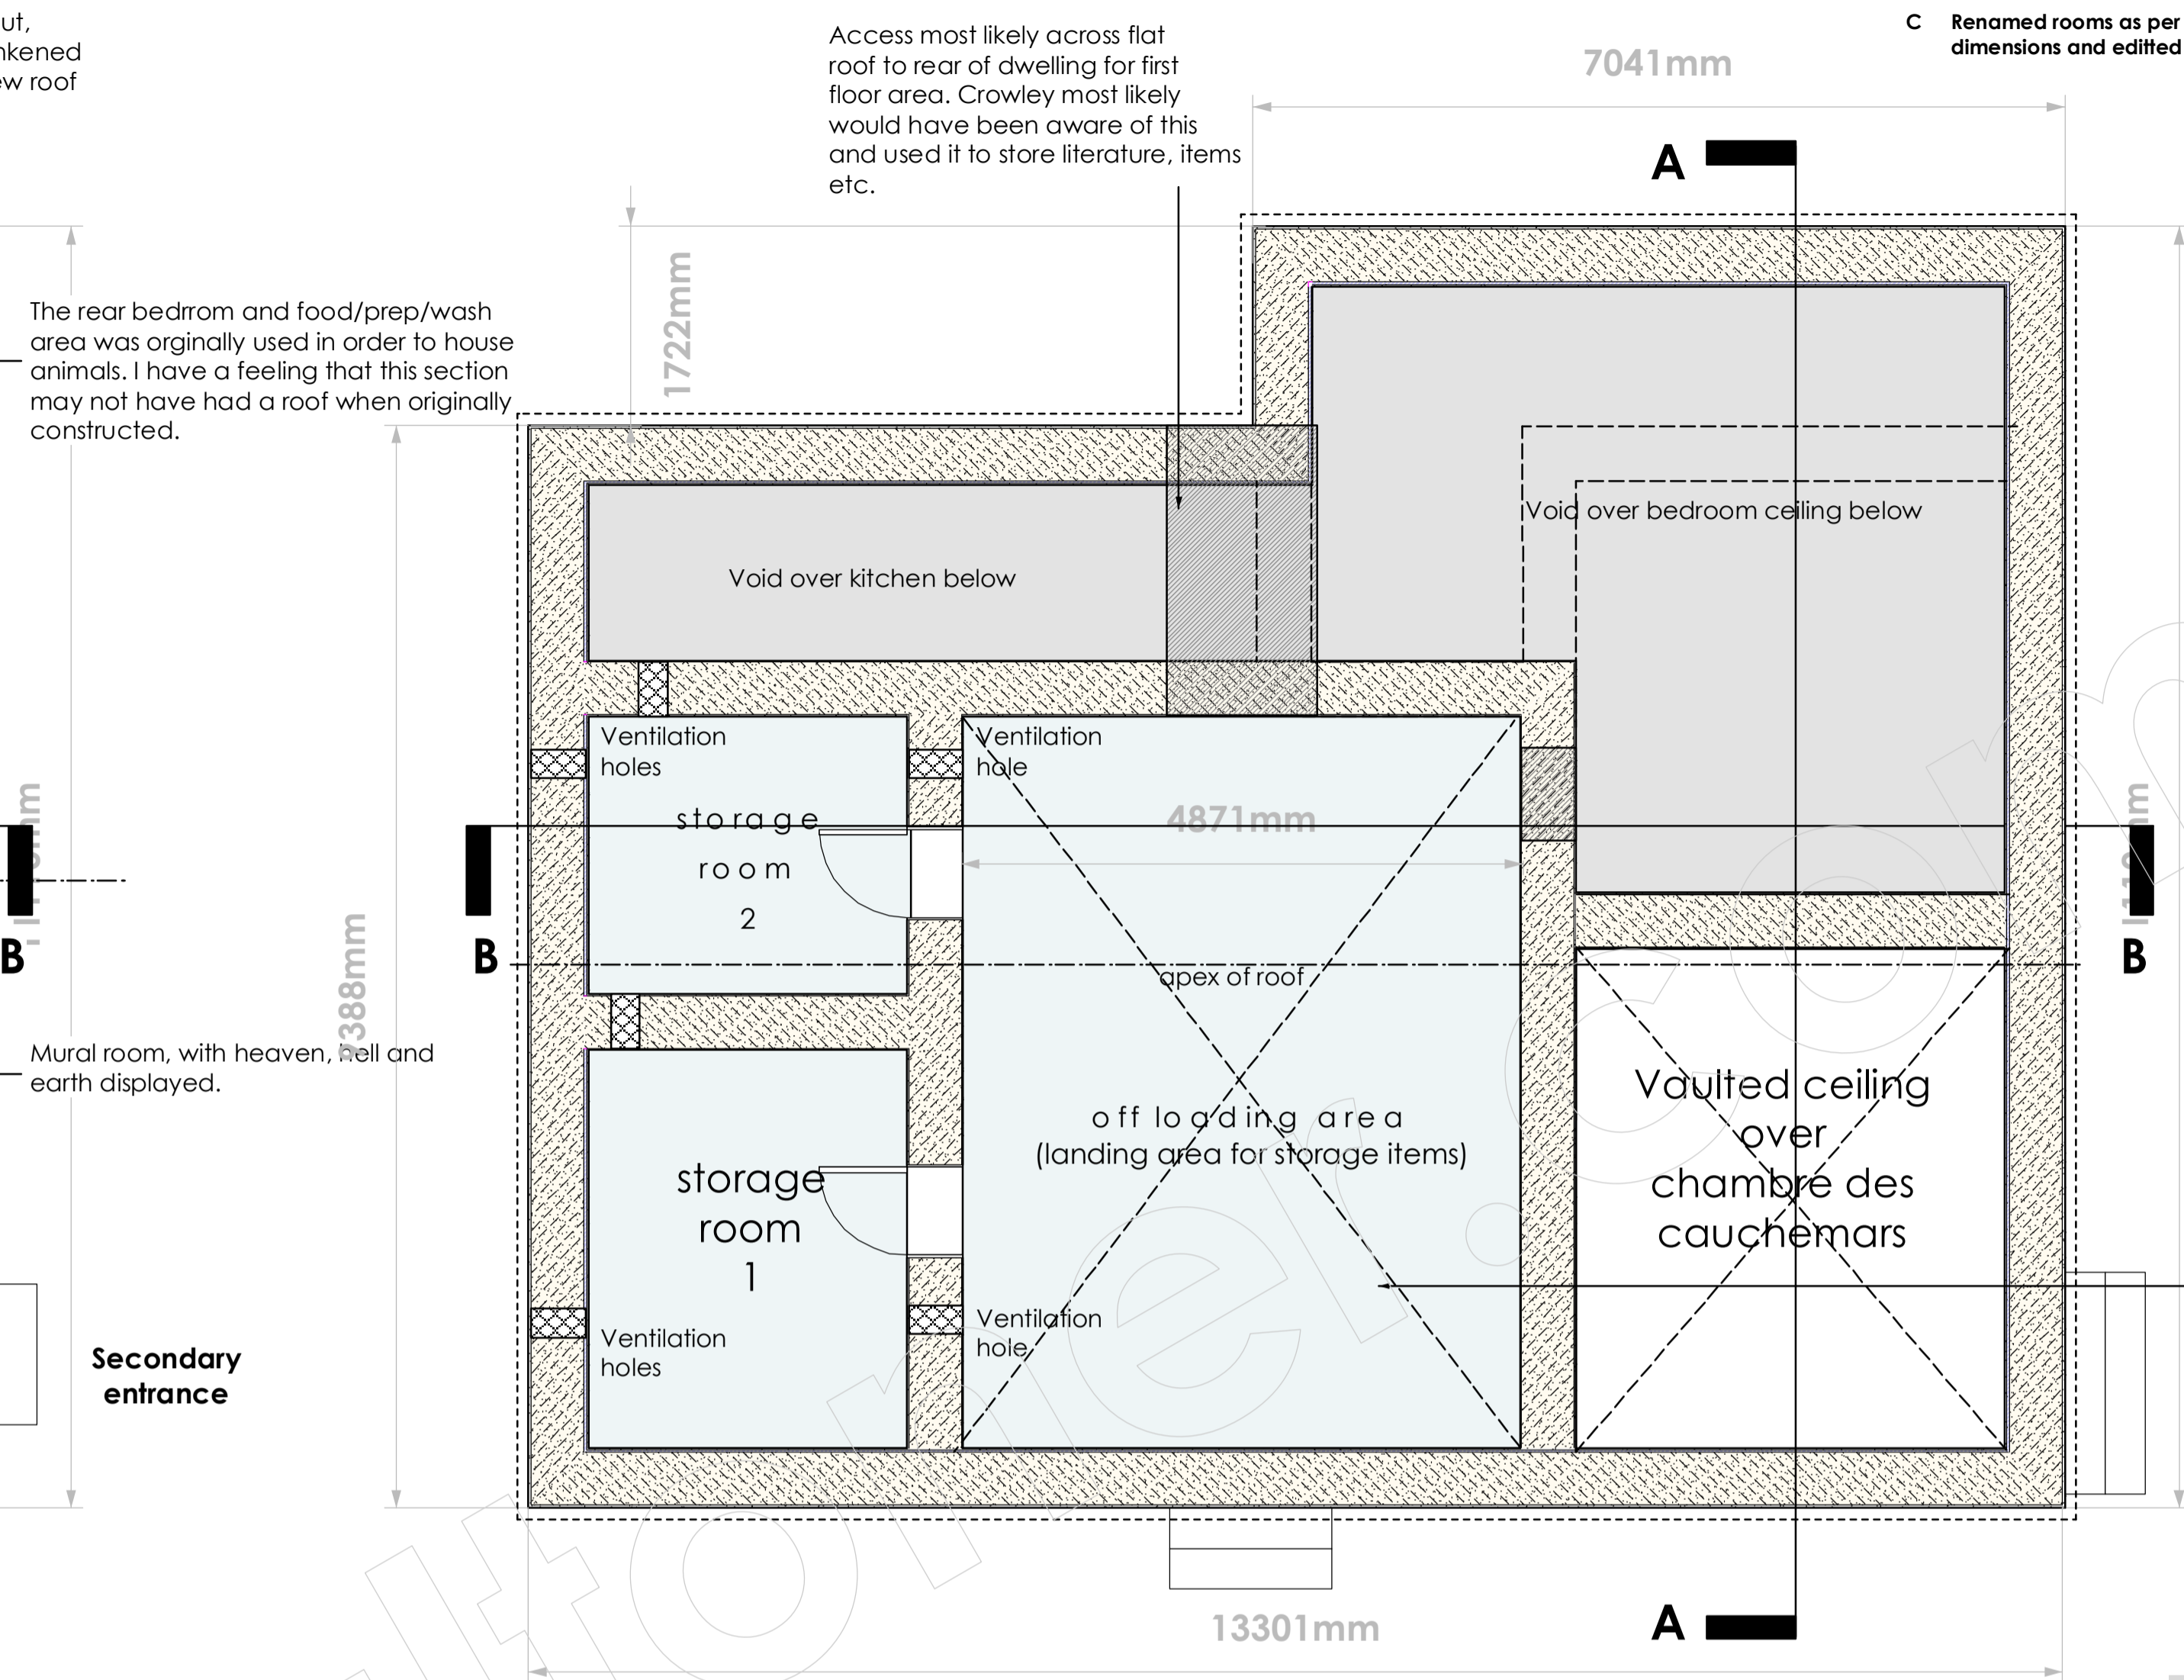 ut,
nkened
ew roof
Access most likely across flat
roof to rear of dwelling for first
floor area. Crowley most likely
would have been aware of this
and used it to store literature, items
etc.
C Renamed rooms as per
dimensions and editted
7041mm
A
1722mm
The rear bedrrom and food/prep/wash
area was orginally used in order to house
animals. I have a feeling that this section
may not have had a roof when originally
constructed.
Void over bedroom ceiling below
Void over kitchen below
Ventilation
holes
Ventilation
hole
storage
room
2
4871mm
B
B
B
9388mm
apex of roof
Mural room, with heaven, hell and
earth displayed.
off loading area
(landing area for storage items)
Vaulted ceiling
over
chambre des
cauchemars
storage
room
1
Ventilation
holes
Ventilation
hole
Secondary
entrance
13301mm
A